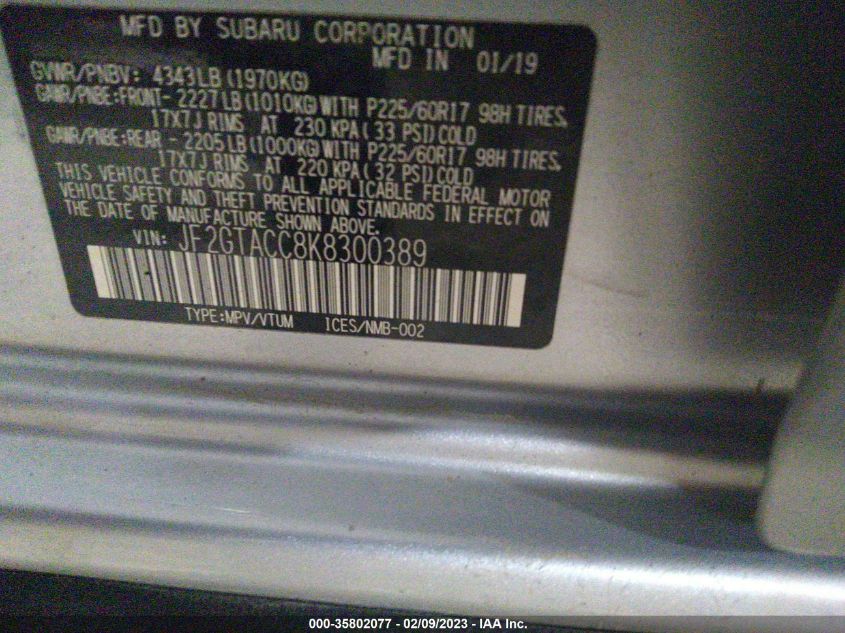 MFD BY SUBARU CORPORATION
MFD IN 01/19
GVWR/PNBV: 4343LB (1970KG)
GAWR/PNBE:FRONT- 2227LB(1010KG)WITH P225/60R17 98H TIRES,
17X7J RIMS AT 230 KPA( 33 PSI)COLD
GAWR/PNBE:REAR - 2205LB(1000KG)WITH P225/60R17 98H TIRES,
17X7J RIMS AT 220 KPA( 32 PSI)COLD
THIS VEHICLE CONFORMS TO ALL APPLICABLE FEDERAL MOTOR
VEHICLE SAFETY AND THEFT PREVENTION STANDARDS IN EFFECT ON
THE DATE OF MANUFACTURE SHOWN ABOVE.
VIN: JF2GTACC8K8300389
TYPE:MPV/VTUM ICES/NMB-002
000-35802077 - 02/09/2023 - IAA Inc.